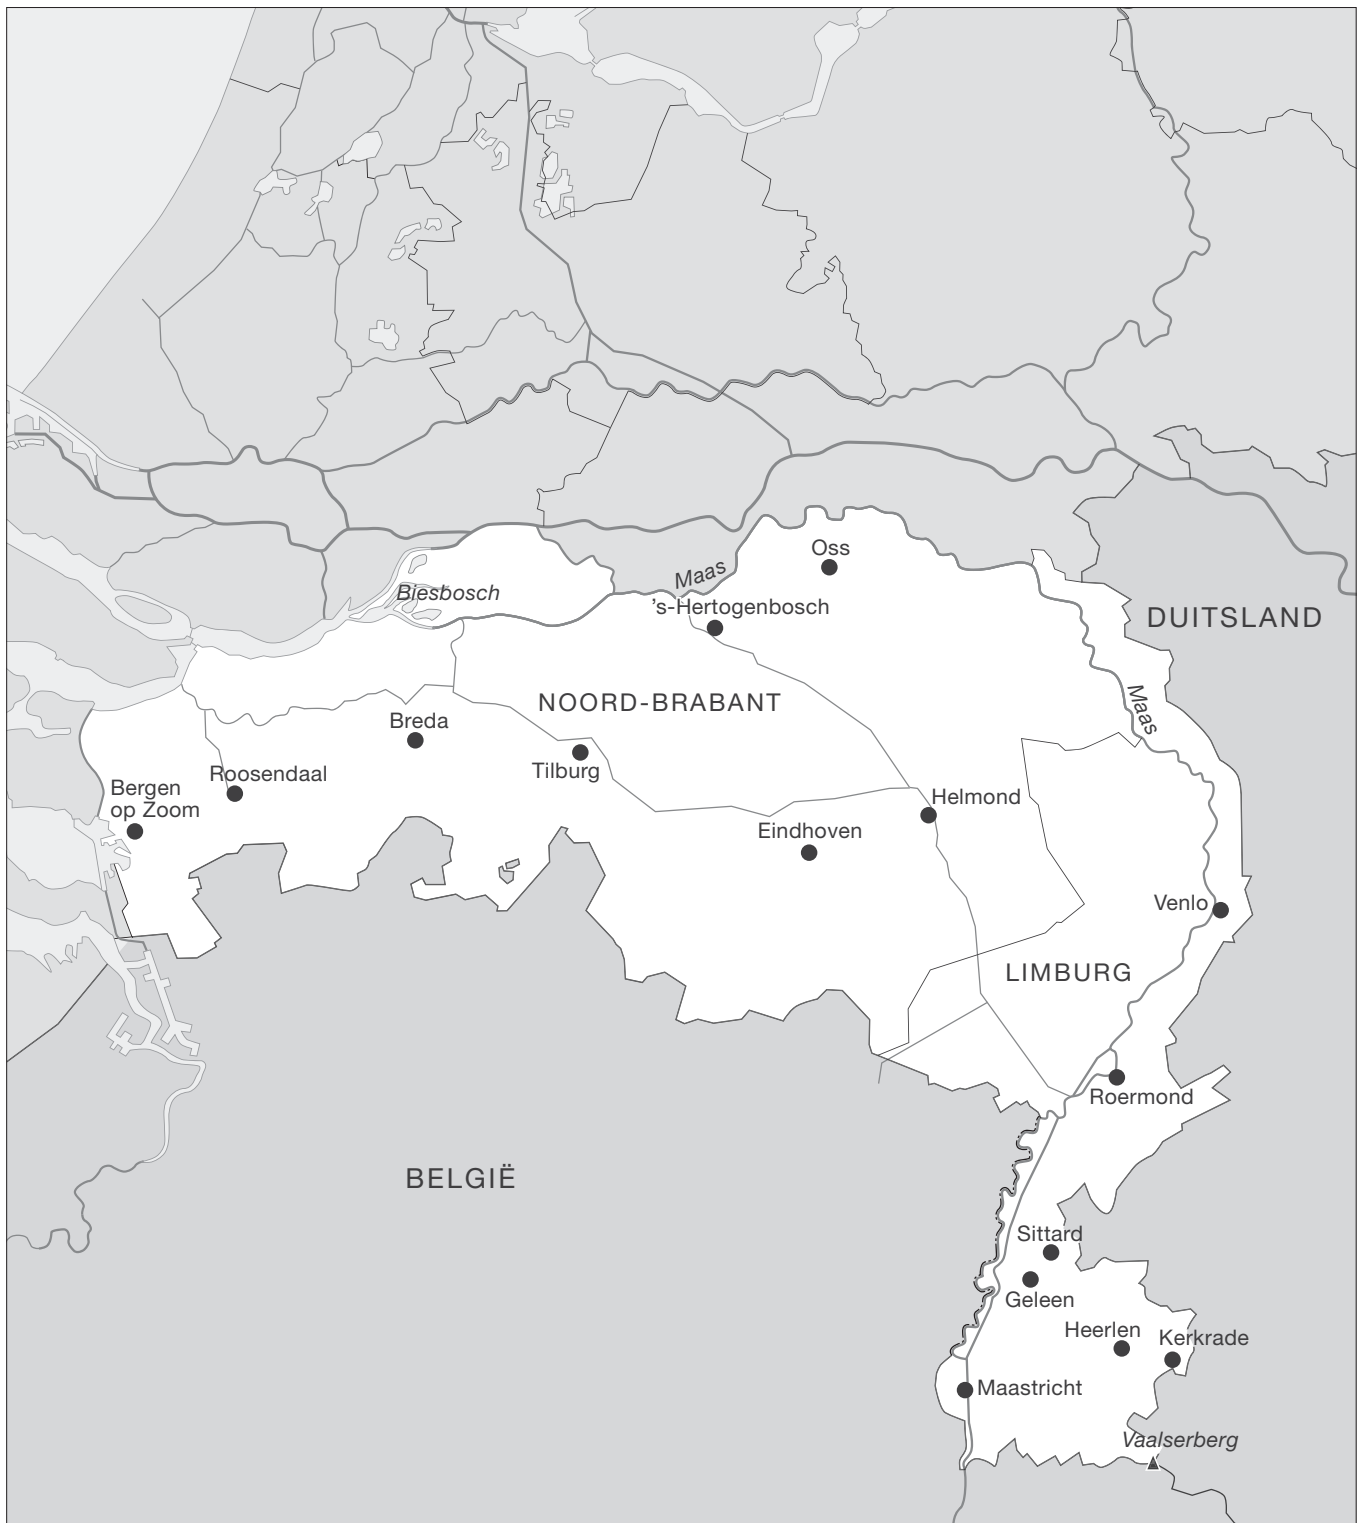 Oss
Maas
Biesbosch
's-Hertogenbosch
DUITSLAND
NOORD-BRABANT
Maas
Breda
Tilburg
Roosendaal
Bergen
op Zoom
Helmond
Eindhoven
Venlo
LIMBURG
Roermond
BELGIË
Sittard
Geleen
Heerlen
Kerkrade
Maastricht
Vaalserberg